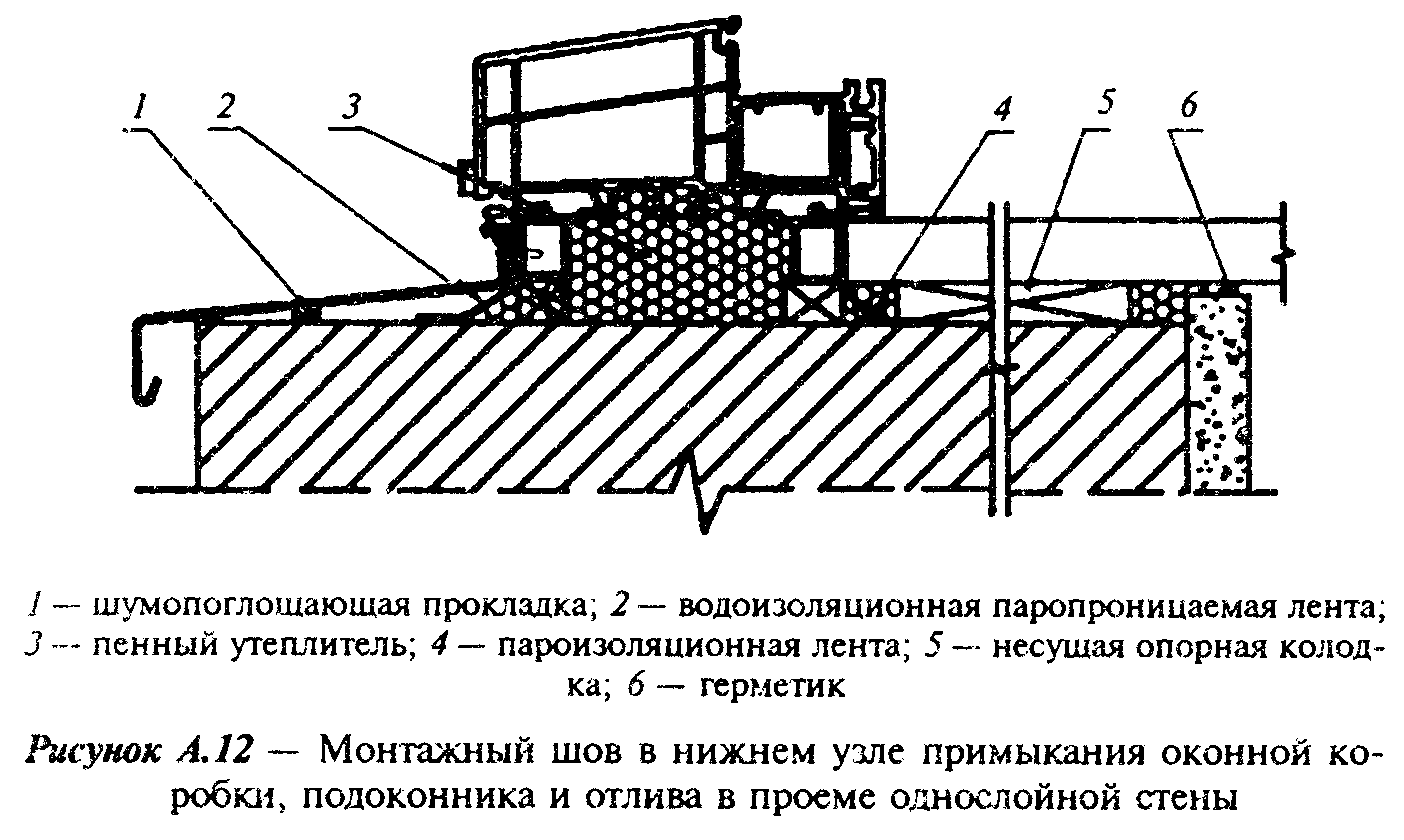 1 2 3 4 5 6
1 — шумопоглощающая прокладка; 2 — водоизоляционная паропроницаемая лента;
3 — пенный утеплитель; 4 — пароизоляционная лента; 5 — несущая опорная колод-
ка; 6 — герметик
Рисунок А.12 — Монтажный шов в нижнем узле примыкания оконной ко-
робки, подоконника и отлива в проеме однослойной стены